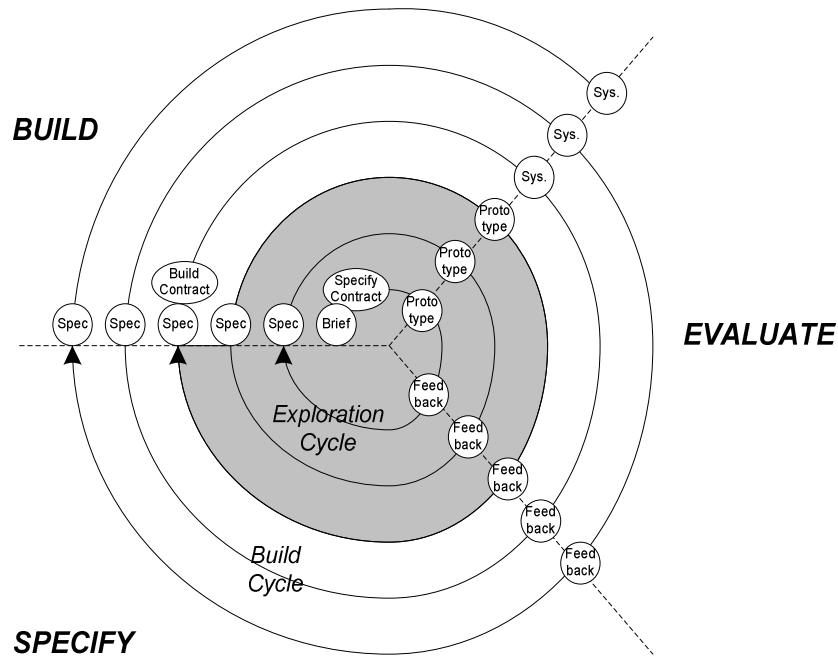 Sys.
BUILD
Sys.
Sys.
Proto
type
Proto
type
Build
Contract
Specify
Contract
Proto
type
Spec
Spec
Spec
Spec
Spec
Brief
EVALUATE
Feed
back
Exploration
Cycle
Feed
back
Feed
back
Feed
back
Build
Cycle
Feed
back
SPECIFY